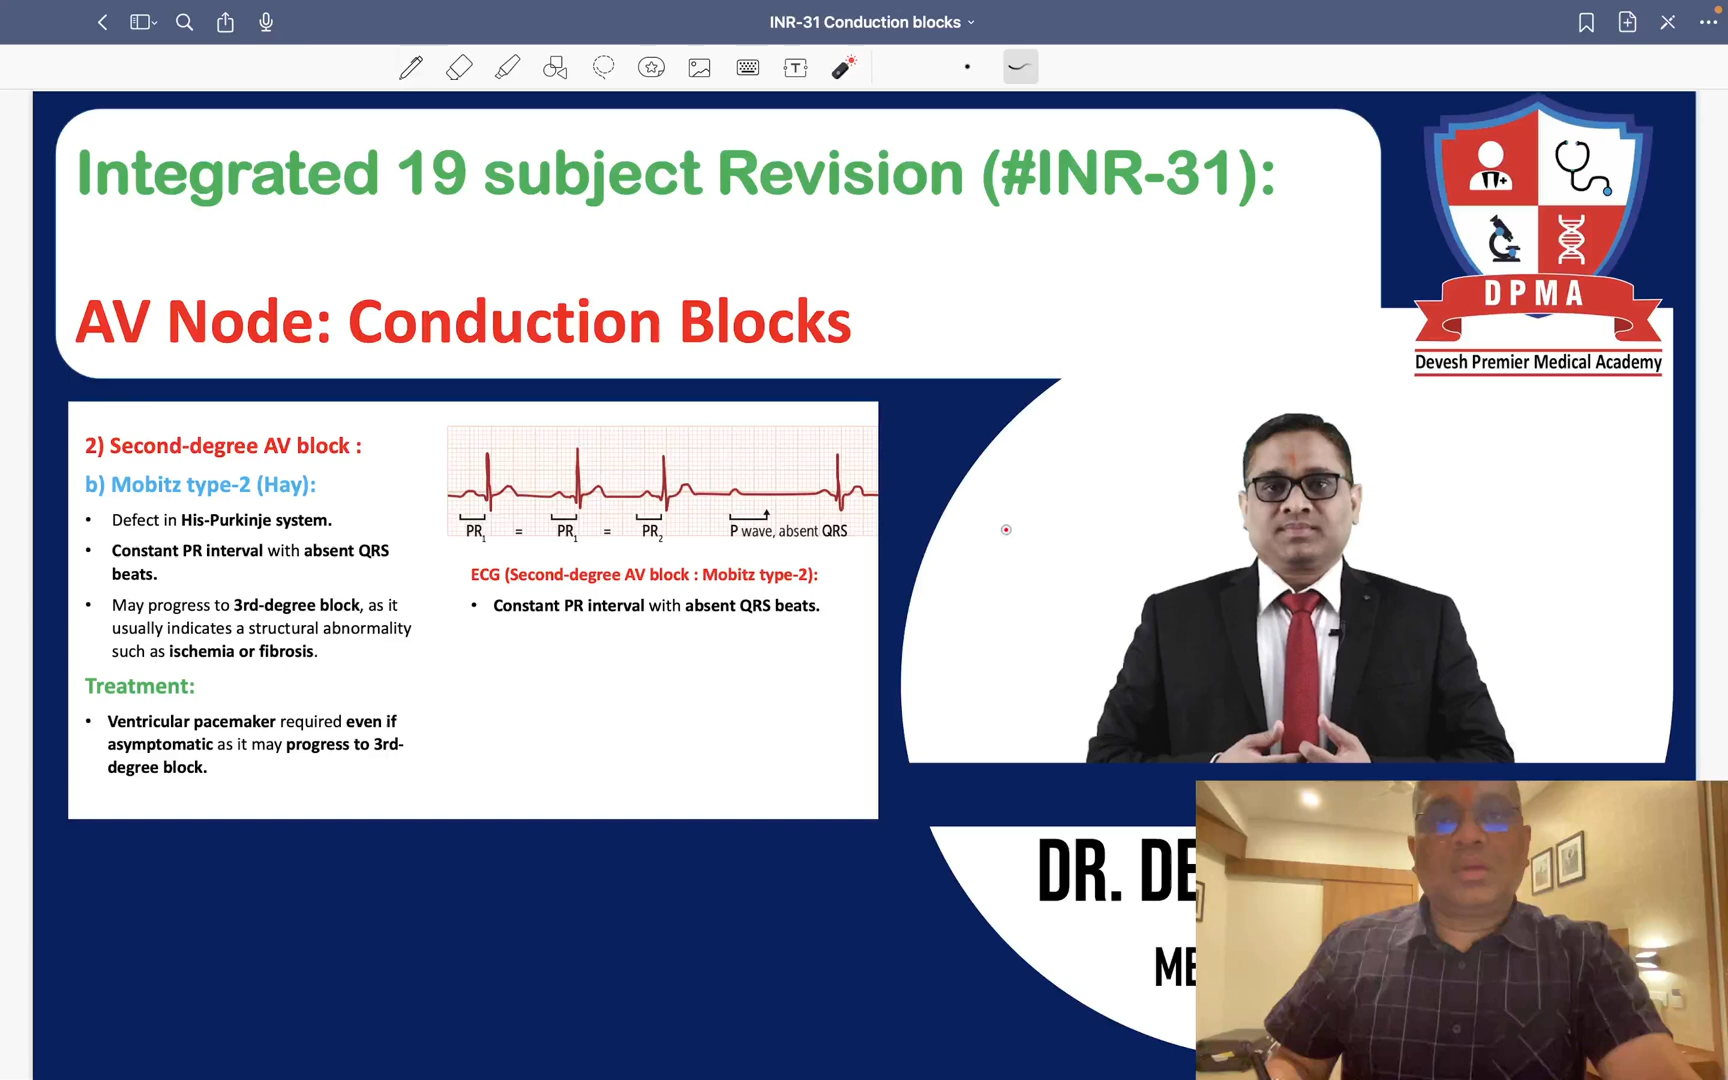 INR-31 Conduction blocks
Integrated 19 subject Revision (#INR-31):
AV Node: Conduction Blocks
DPMA
Devesh Premier Medical Academy
2) Second-degree AV block :
b) Mobitz type-2 (Hay):
• Defect in His-Purkinje system.
• Constant PR interval with absent QRS
beats.
• May progress to 3rd-degree block, as it
usually indicates a structural abnormality
such as ischemia or fibrosis.
Treatment:
• Ventricular pacemaker required even if
asymptomatic as it may progress to 3rd-
degree block.
PR1 = PR1 = PR2 P wave, absent QRS
ECG (Second-degree AV block : Mobitz type-2):
• Constant PR interval with absent QRS beats.
DR. DE
ME